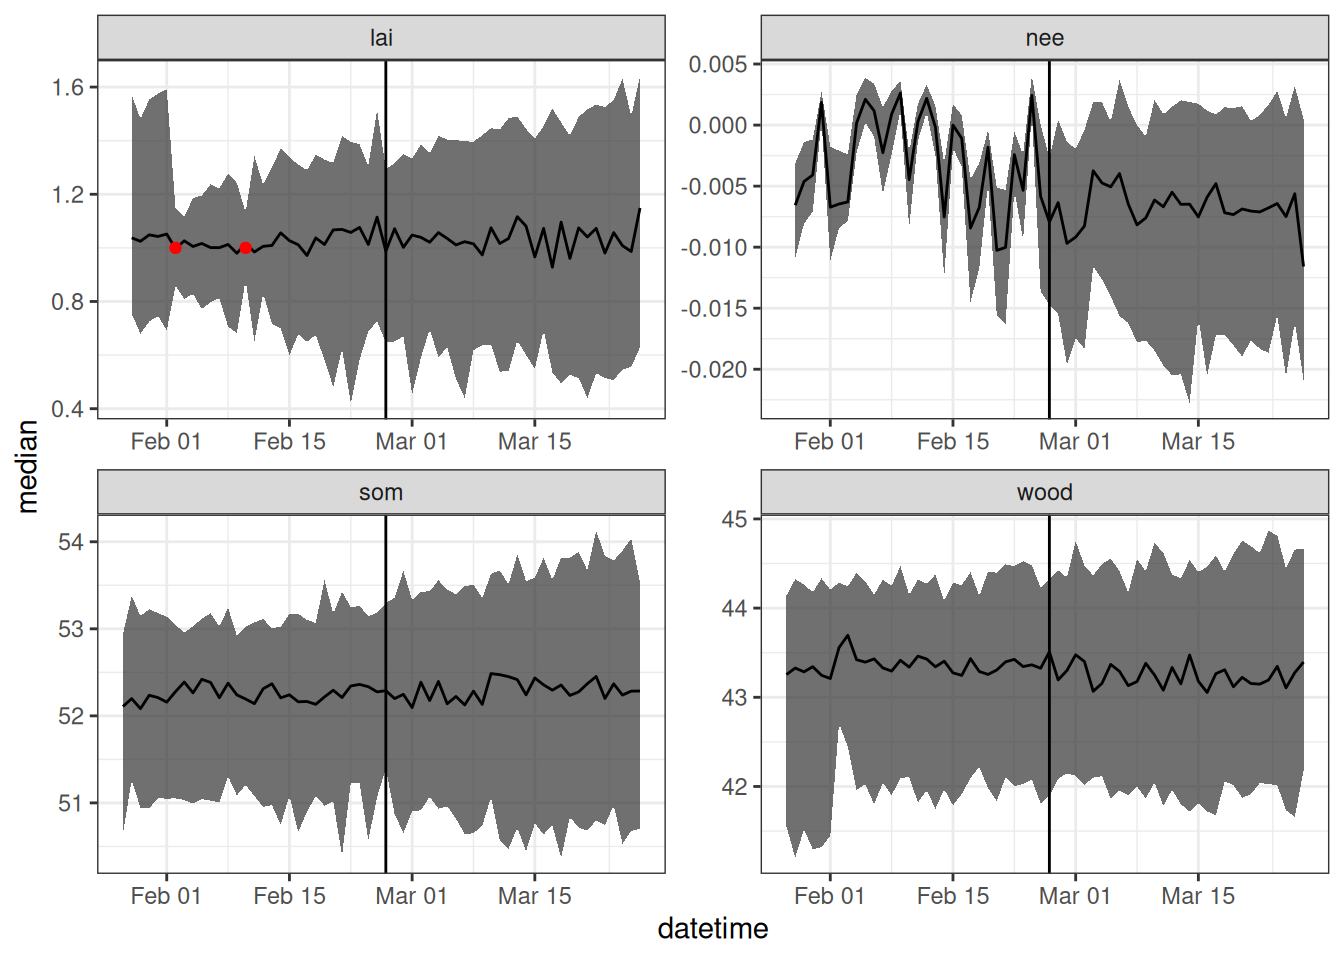 lai
nee
1.6
1.2
0.8
0.4
0.005
0.000
-0.005
-0.010
-0.015
-0.020
Feb 01 Feb 15 Mar 01 Mar 15
Feb 01 Feb 15 Mar 01 Mar 15
median
som
wood
54
53
52
51
45
44
43
42
Feb 01 Feb 15 Mar 01 Mar 15
Feb 01 Feb 15 Mar 01 Mar 15
datetime